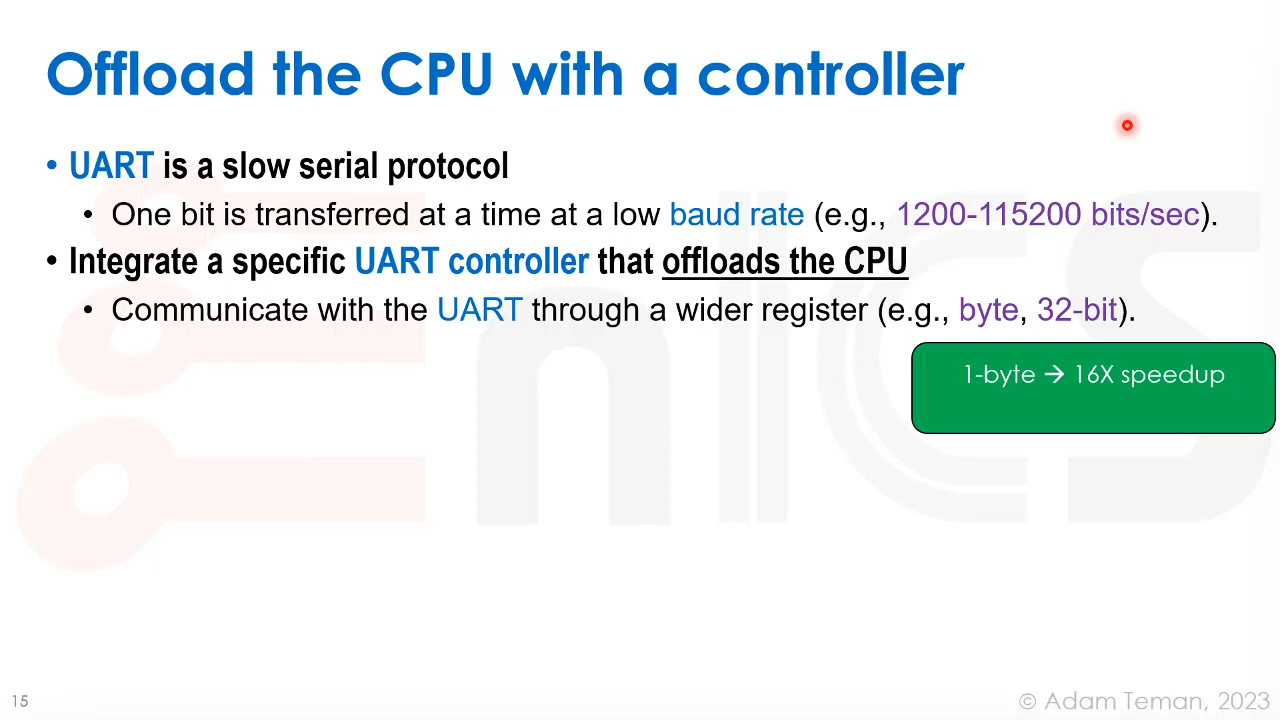 Offload the CPU with a controller
• UART is a slow serial protocol
• One bit is transferred at a time at a low baud rate (e.g., 1200-115200 bits/sec).
• Integrate a specific UART controller that offloads the CPU
• Communicate with the UART through a wider register (e.g., byte, 32-bit).
1-byte → 16X speedup
enICS
15
© Adam Teman, 2023